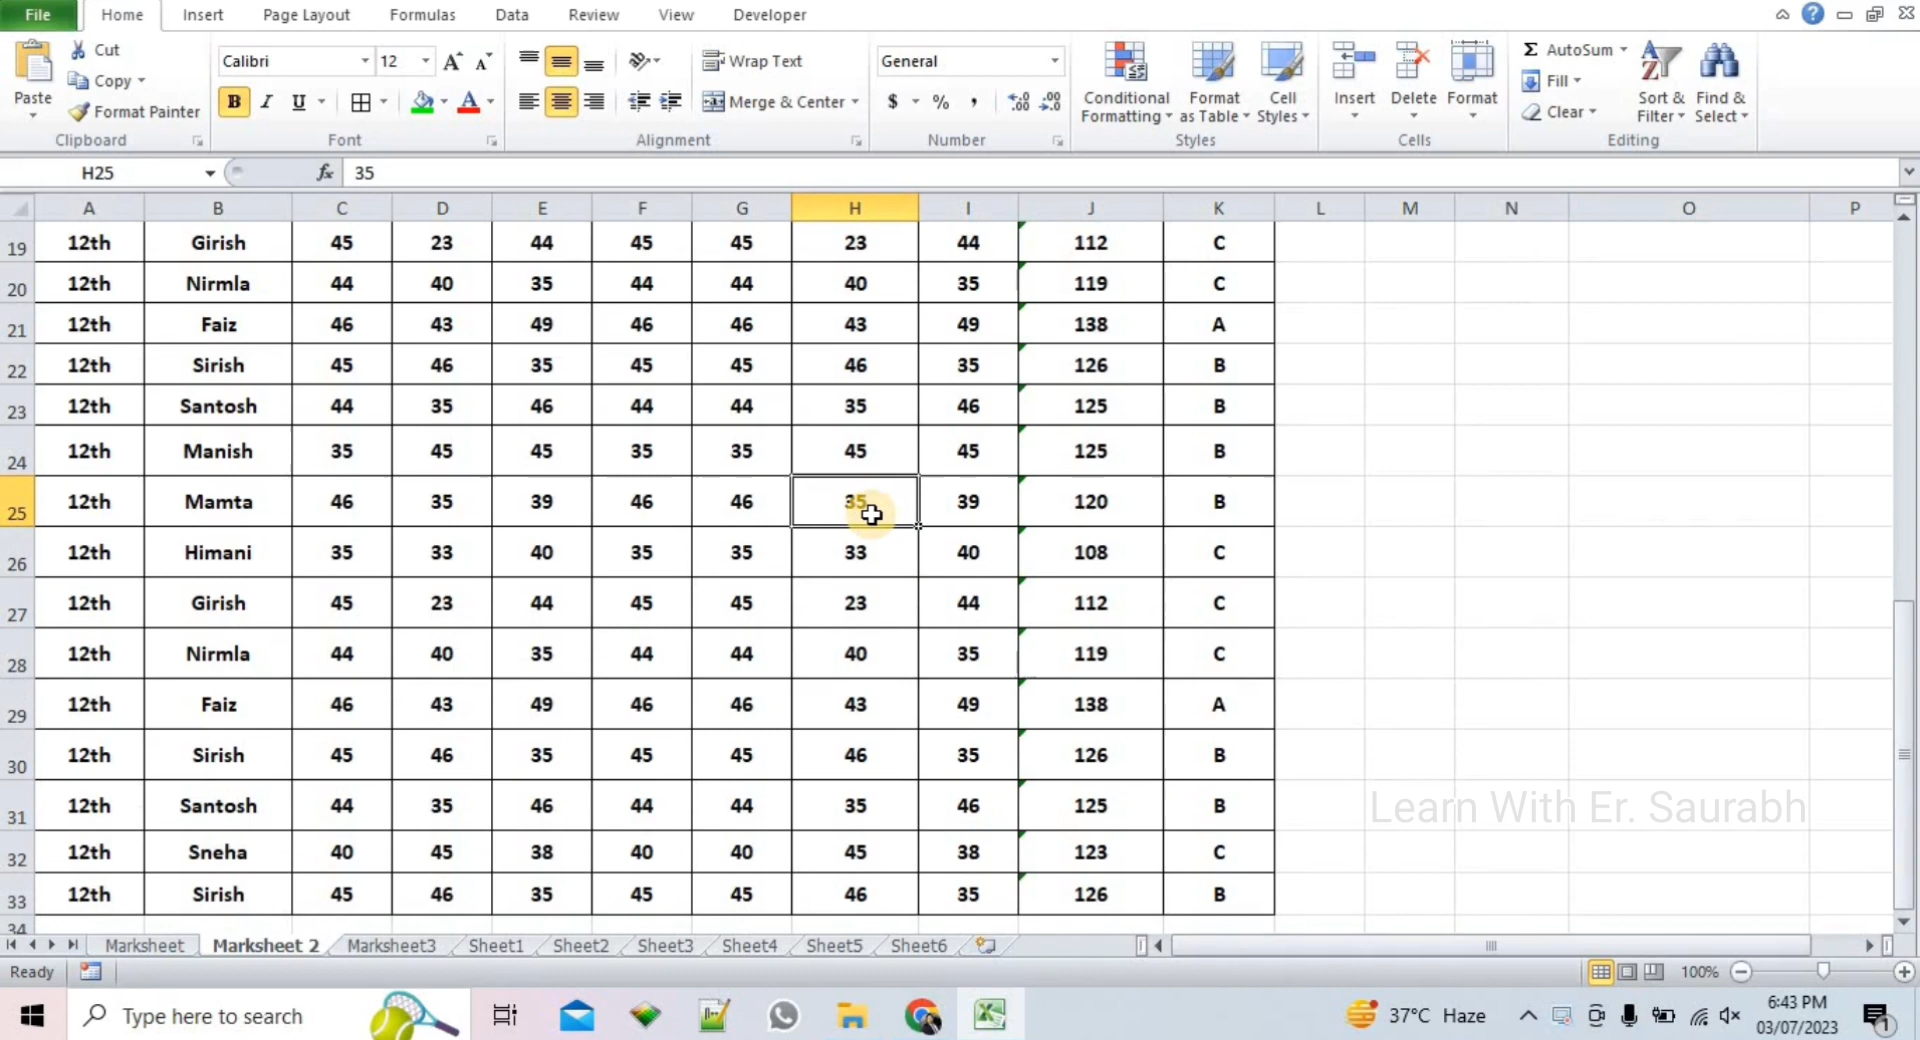 File Home Insert Page Layout Formulas Data Review View Developer
Cut Calibri 12 Wrap Text General AutoSum
Copy Fill
Paste Format Painter B I U Merge & Center $ % , Conditional Formatting Format as Table Cell Styles Insert Delete Format Clear Sort & Filter Find & Select
Clipboard Font Alignment Number Styles Cells Editing
H25 fx 35
A B C D E F G H I J K L M N O P
19 12th Girish 45 23 44 45 45 23 44 112 C
20 12th Nirmla 44 40 35 44 44 40 35 119 C
21 12th Faiz 46 43 49 46 46 43 49 138 A
22 12th Sirish 45 46 35 45 45 46 35 126 B
23 12th Santosh 44 35 46 44 44 35 46 125 B
24 12th Manish 35 45 45 35 35 45 45 125 B
25 12th Mamta 46 35 39 46 46 35 39 120 B
26 12th Himani 35 33 40 35 35 33 40 108 C
27 12th Girish 45 23 44 45 45 23 44 112 C
28 12th Nirmla 44 40 35 44 44 40 35 119 C
29 12th Faiz 46 43 49 46 46 43 49 138 A
30 12th Sirish 45 46 35 45 45 46 35 126 B
31 12th Santosh 44 35 46 44 44 35 46 125 B
Learn With Er. Saurabh
32 12th Sneha 40 45 38 40 40 45 38 123 C
33 12th Sirish 45 46 35 45 45 46 35 126 B
34
Marksheet Marksheet 2 Marksheet3 Sheet1 Sheet2 Sheet3 Sheet4 Sheet5 Sheet6
Ready 100%
Type here to search 37°C Haze 6:43 PM
03/07/2023 1